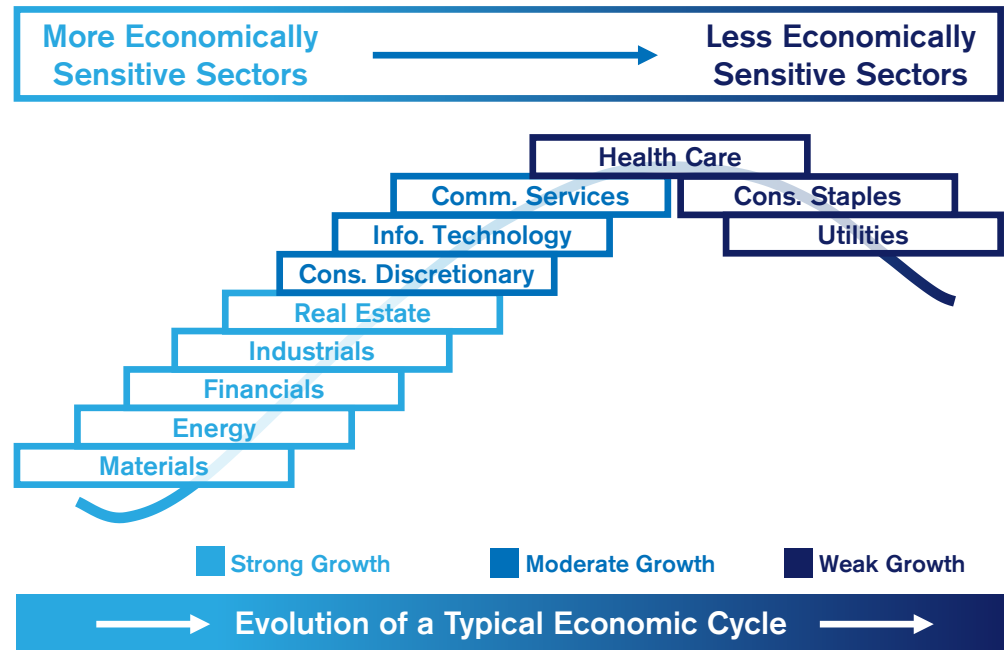 More Economically
Sensitive Sectors
Less Economically
Sensitive Sectors
Health Care
Comm. Services
Cons. Staples
Info. Technology
Utilities
Cons. Discretionary
Real Estate
Industrials
Financials
Energy
Materials
Strong Growth
Moderate Growth
Weak Growth
Evolution of a Typical Economic Cycle